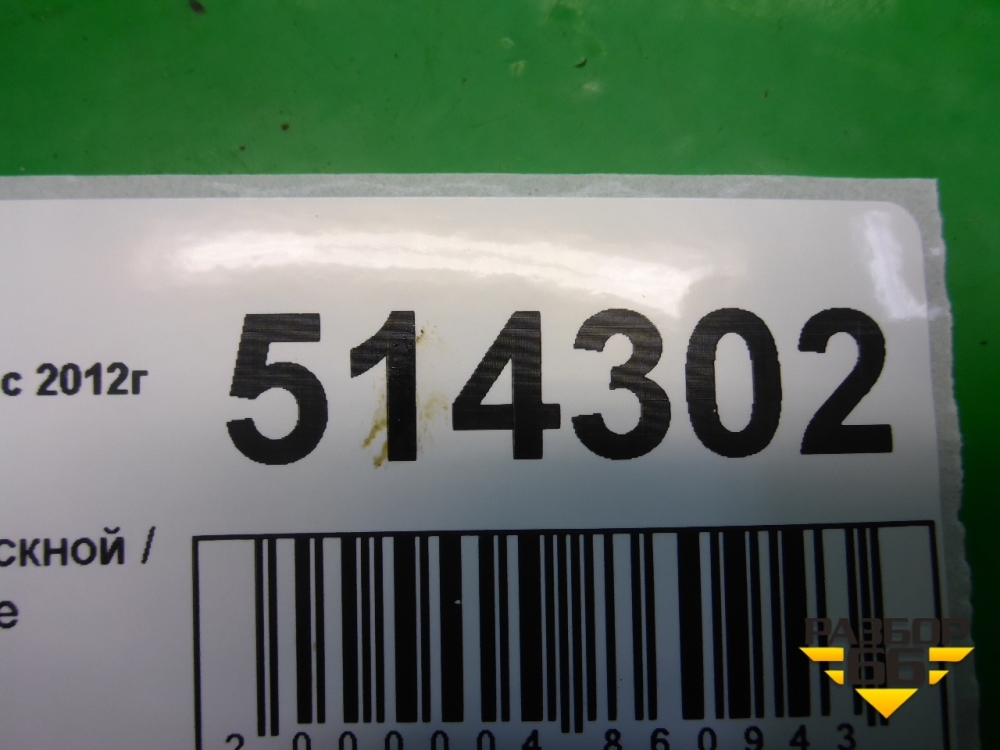 514302
с 2012г
скной /
е
2 000004 860943
РАЗБОР
66